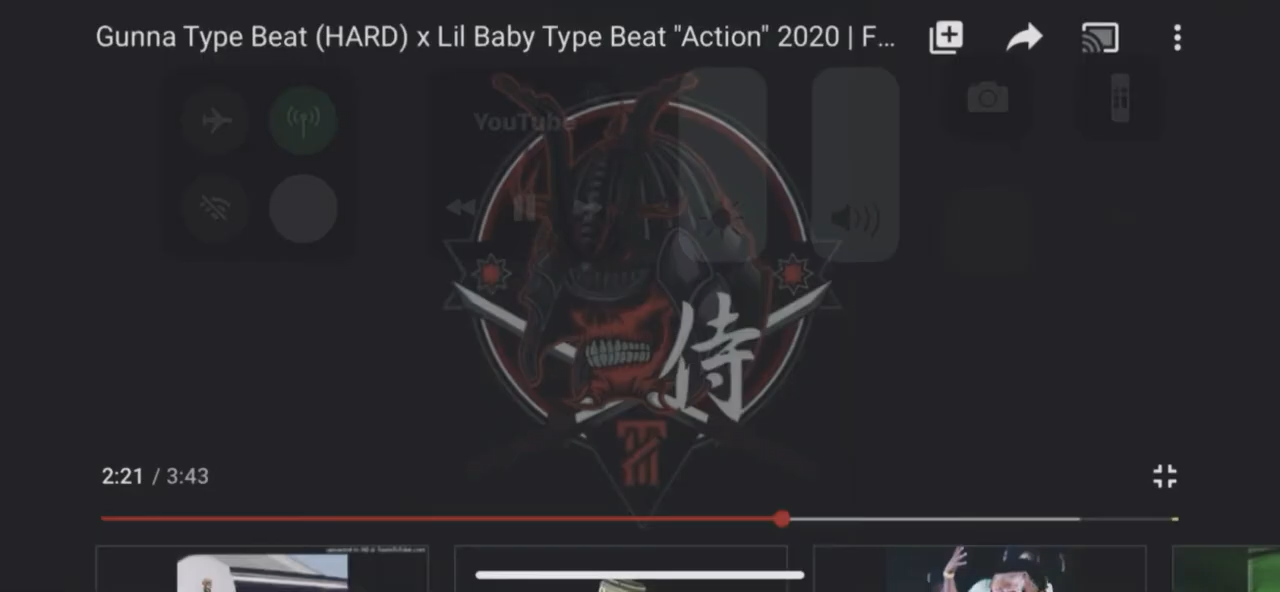 Gunna Type Beat (HARD) x Lil Baby Type Beat "Action" 2020 | F...
YouTube
侍
2:21 / 3:43